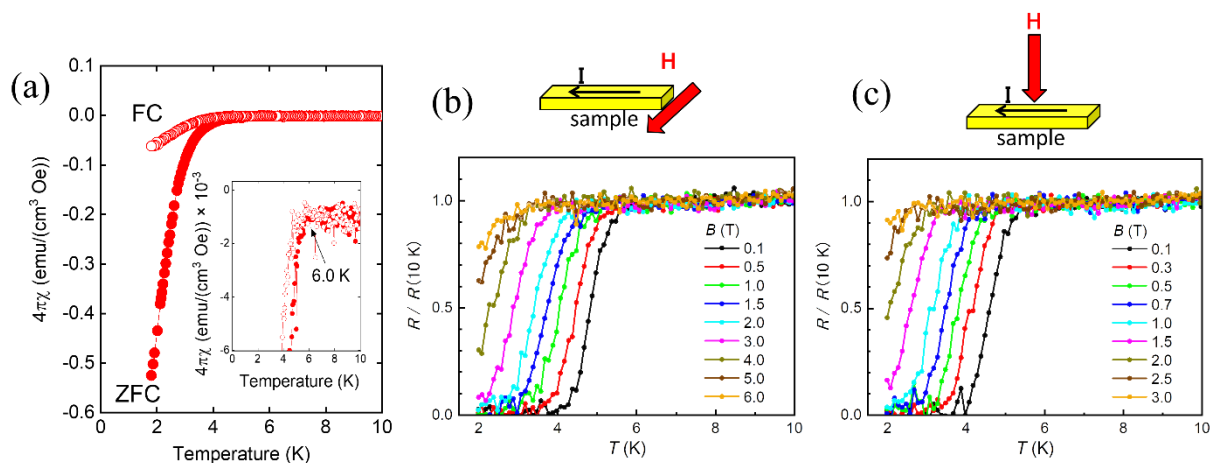 (a)
4πχ (emu/(cm³ Oe))
0.1
0.0
-0.1
-0.2
-0.3
-0.4
-0.5
-0.6
FC
ZFC
0 2 4 6 8 10
Temperature (K)
4πχ (emu/(cm³ Oe)) × 10⁻³
0
-2
-4
-6
6.0 K
0 2 4 6 8 10
Temperature (K)
(b)
H
I
sample
R / R (10 K)
1.0
0.5
1.0
B (T)
0.1
0.5
1.0
1.5
2.0
3.0
4.0
5.0
6.0
2 4 6 8 10
T (K)
(c)
H
I
sample
R / R (10 K)
1.0
0.5
1.0
B (T)
0.1
0.3
0.5
0.7
1.0
1.5
2.0
2.5
3.0
2 4 6 8 10
T (K)